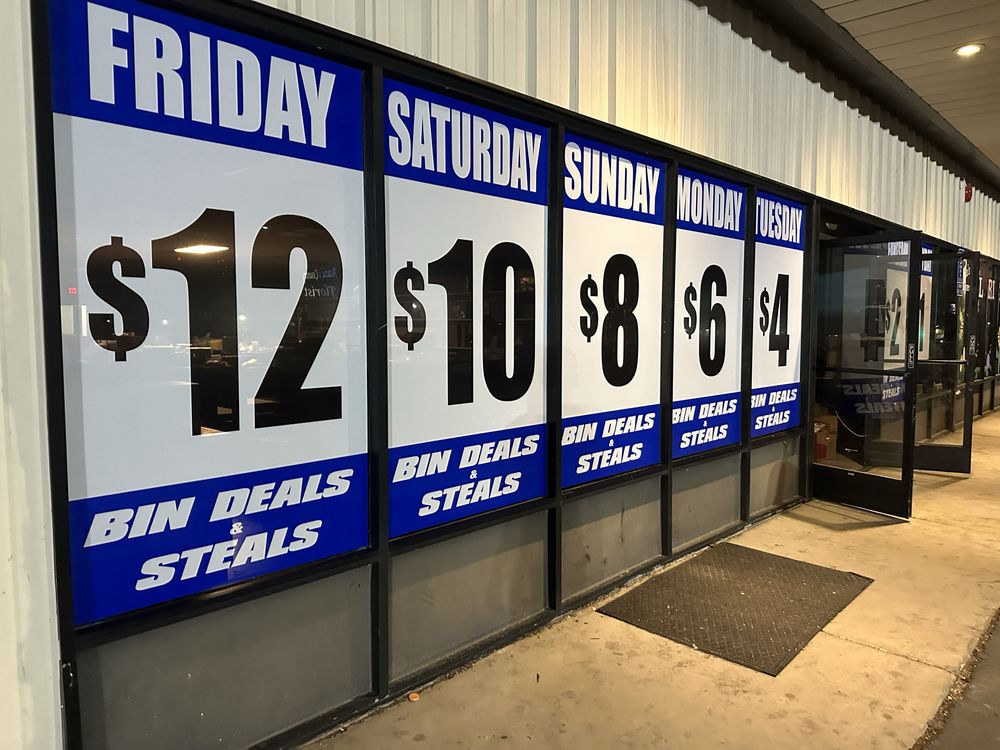 FRIDAY
$12
BIN DEALS
&
STEALS
SATURDAY
$10
BIN DEALS
&
STEALS
SUNDAY
$8
BIN DEALS
&
STEALS
MONDAY
$6
BIN DEALS
&
STEALS
TUESDAY
$4
BIN DEALS
&
STEALS